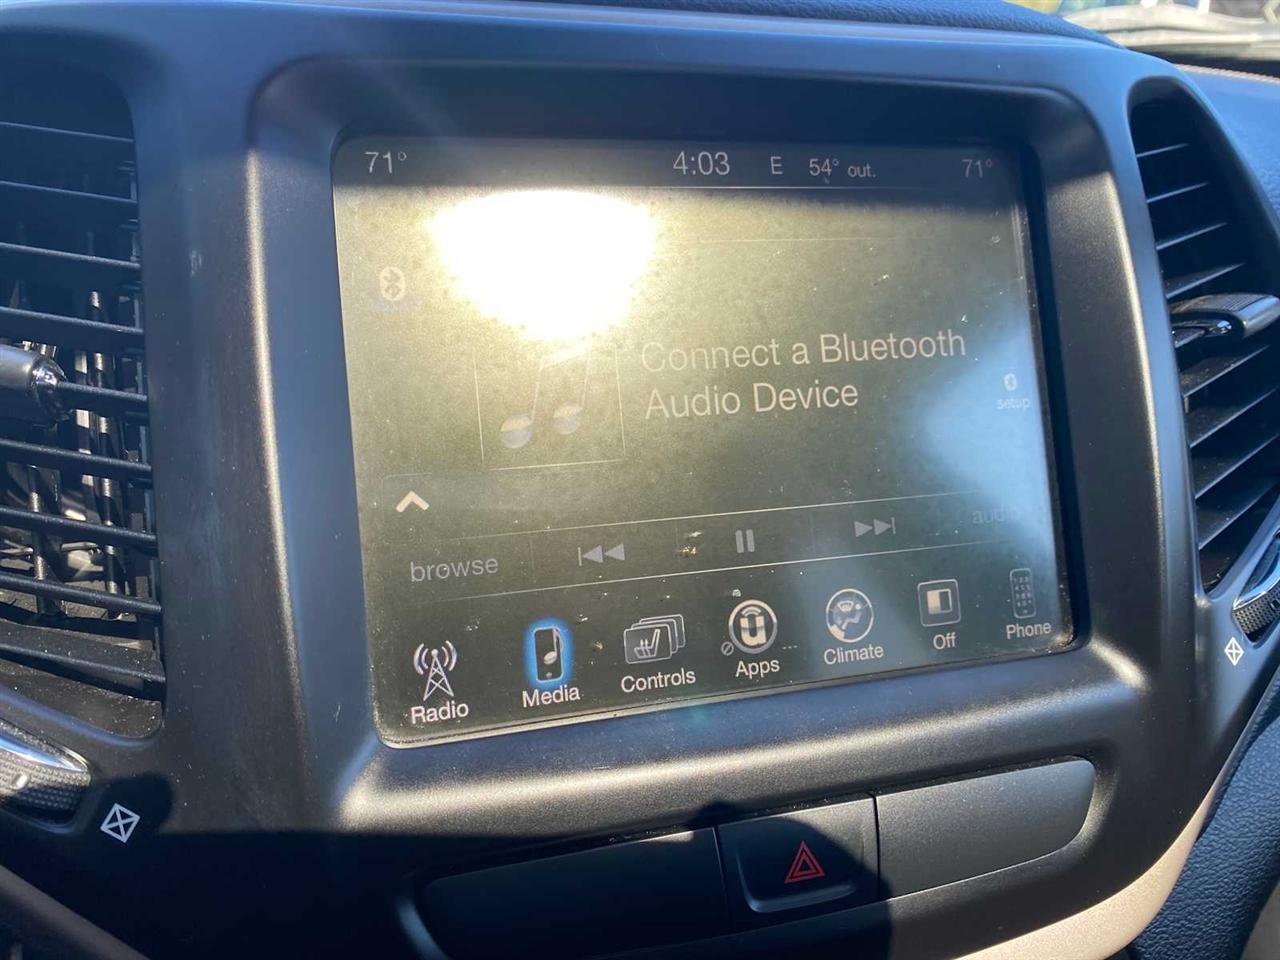 71° 4:03 E 54° out. 71°
Connect a Bluetooth
Audio Device
setup
browse
audio
Radio
Media
Controls
Apps
Climate
Off
Phone